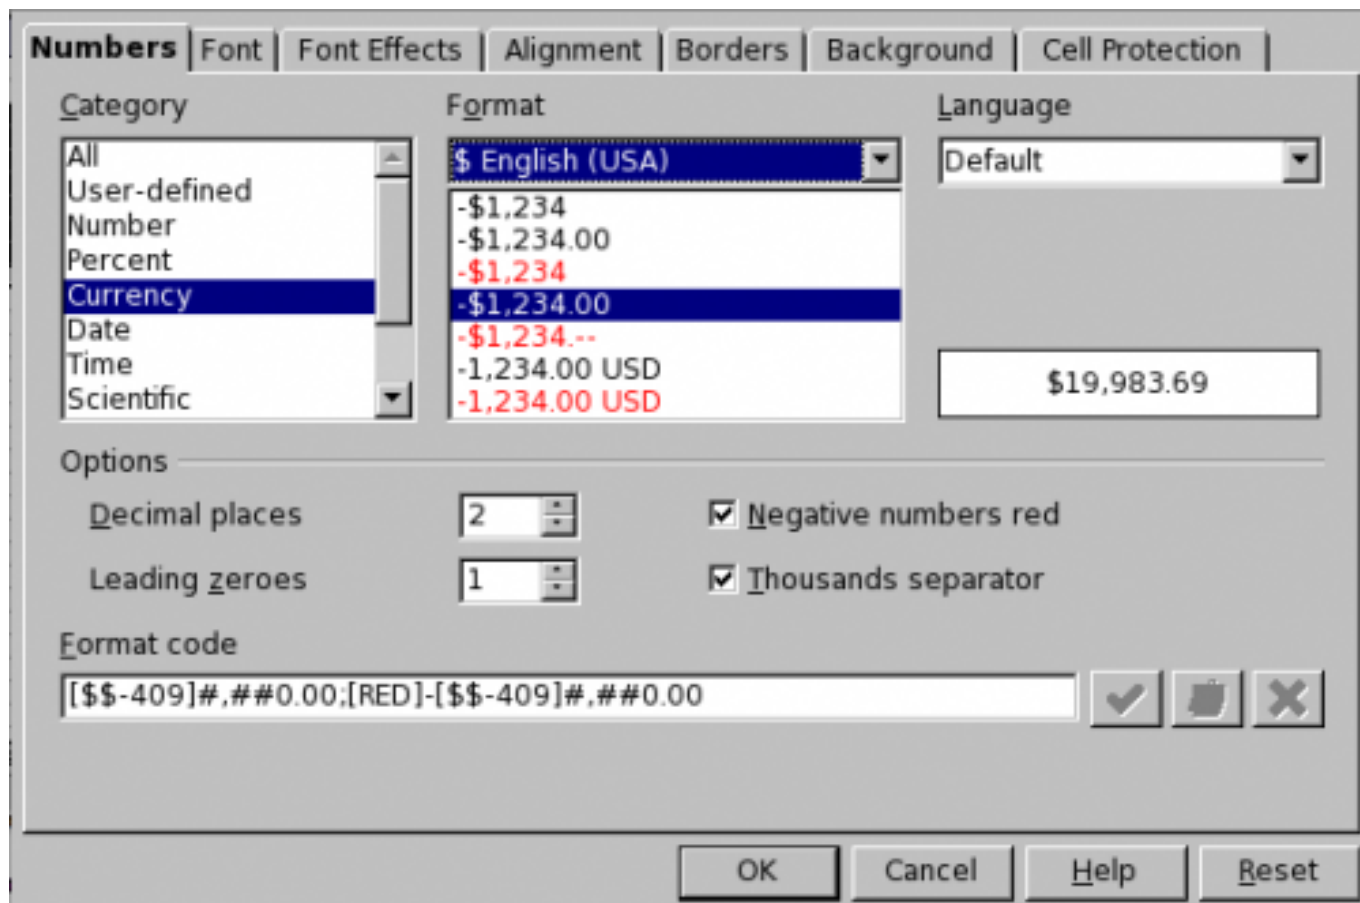 Numbers Font Font Effects Alignment Borders Background Cell Protection
Category
All
User-defined
Number
Percent
Currency
Date
Time
Scientific
Format
$ English (USA)
-$1,234
-$1,234.00
-$1,234
-$1,234.00
-$1,234.--
-1,234.00 USD
-1,234.00 USD
Language
Default
$19,983.69
Options
Decimal places 2 Negative numbers red
Leading zeroes 1 Thousands separator
Format code
[$$-409]#,##0.00;[RED]-[$$-409]#,##0.00
OK Cancel Help Reset